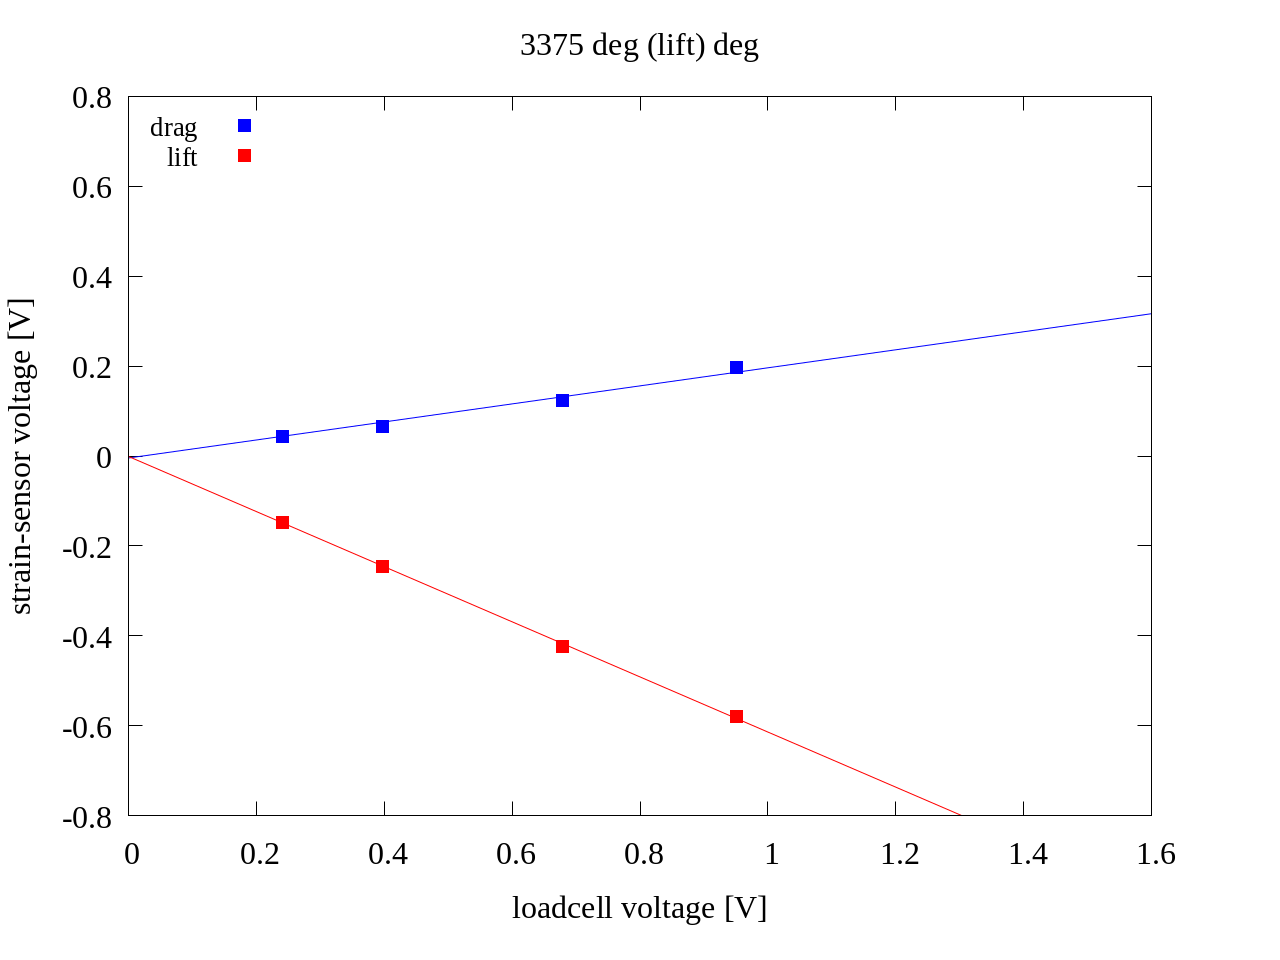 3375 deg (lift) deg
drag
lift
0.8
0.6
0.4
0.2
0
-0.2
-0.4
-0.6
-0.8
strain-sensor voltage [V]
0 0.2 0.4 0.6 0.8 1 1.2 1.4 1.6
loadcell voltage [V]